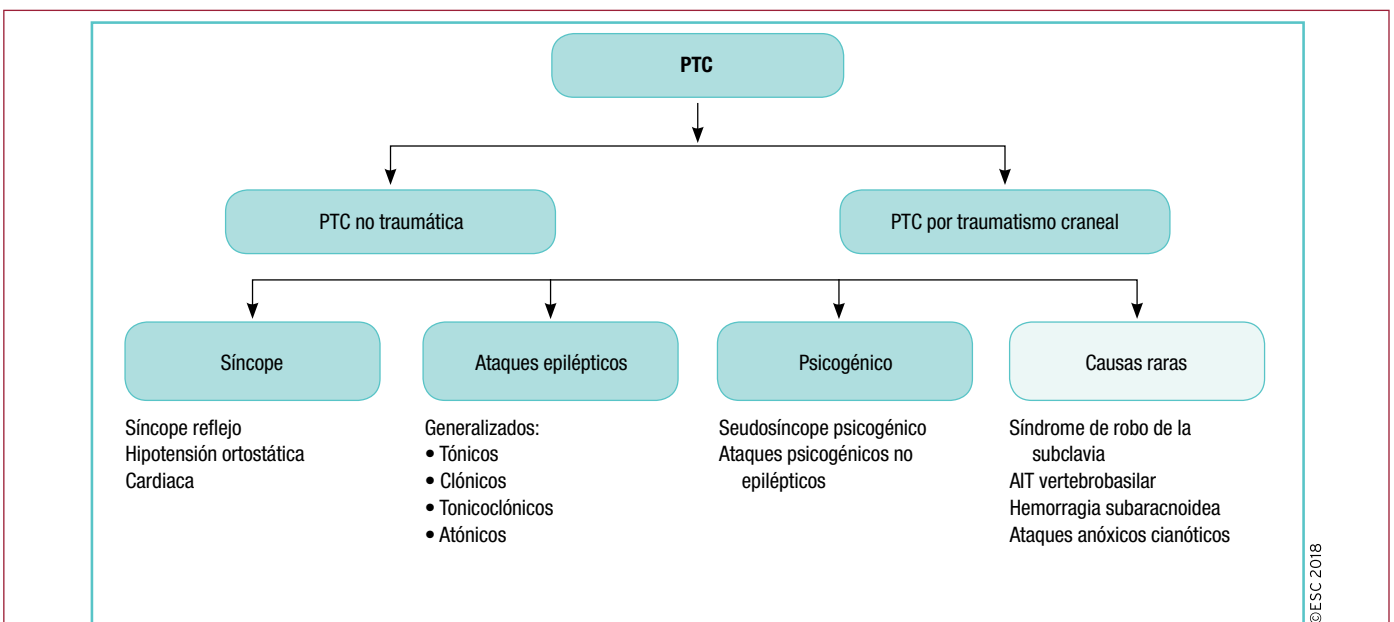 PTC
PTC no traumática
PTC por traumatismo craneal
Síncope
Ataques epilépticos
Psicogénico
Causas raras
Síncope reflejo
Hipotensión ortostática
Cardiaca
Generalizados:
• Tónicos
• Clónicos
• Tonicoclónicos
• Atónicos
Seudosíncope psicogénico
Ataques psicogénicos no
epilépticos
Síndrome de robo de la
subclavia
AIT vertebrobasilar
Hemorragia subaracnoidea
Ataques anóxicos cianóticos
©ESC 2018